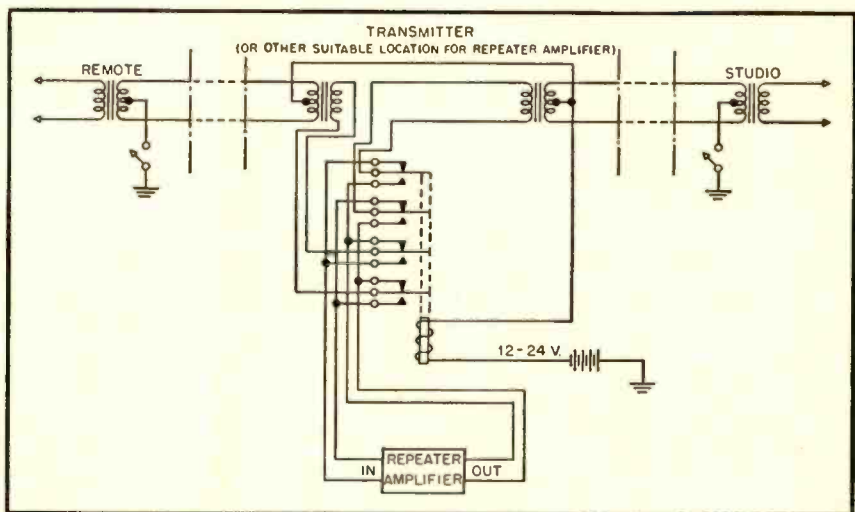 TRANSMITTER
(OR OTHER SUITABLE LOCATION FOR REPEATER AMPLIFIER)
REMOTE
STUDIO
12-24 V.
IN
REPEATER
AMPLIFIER
OUT